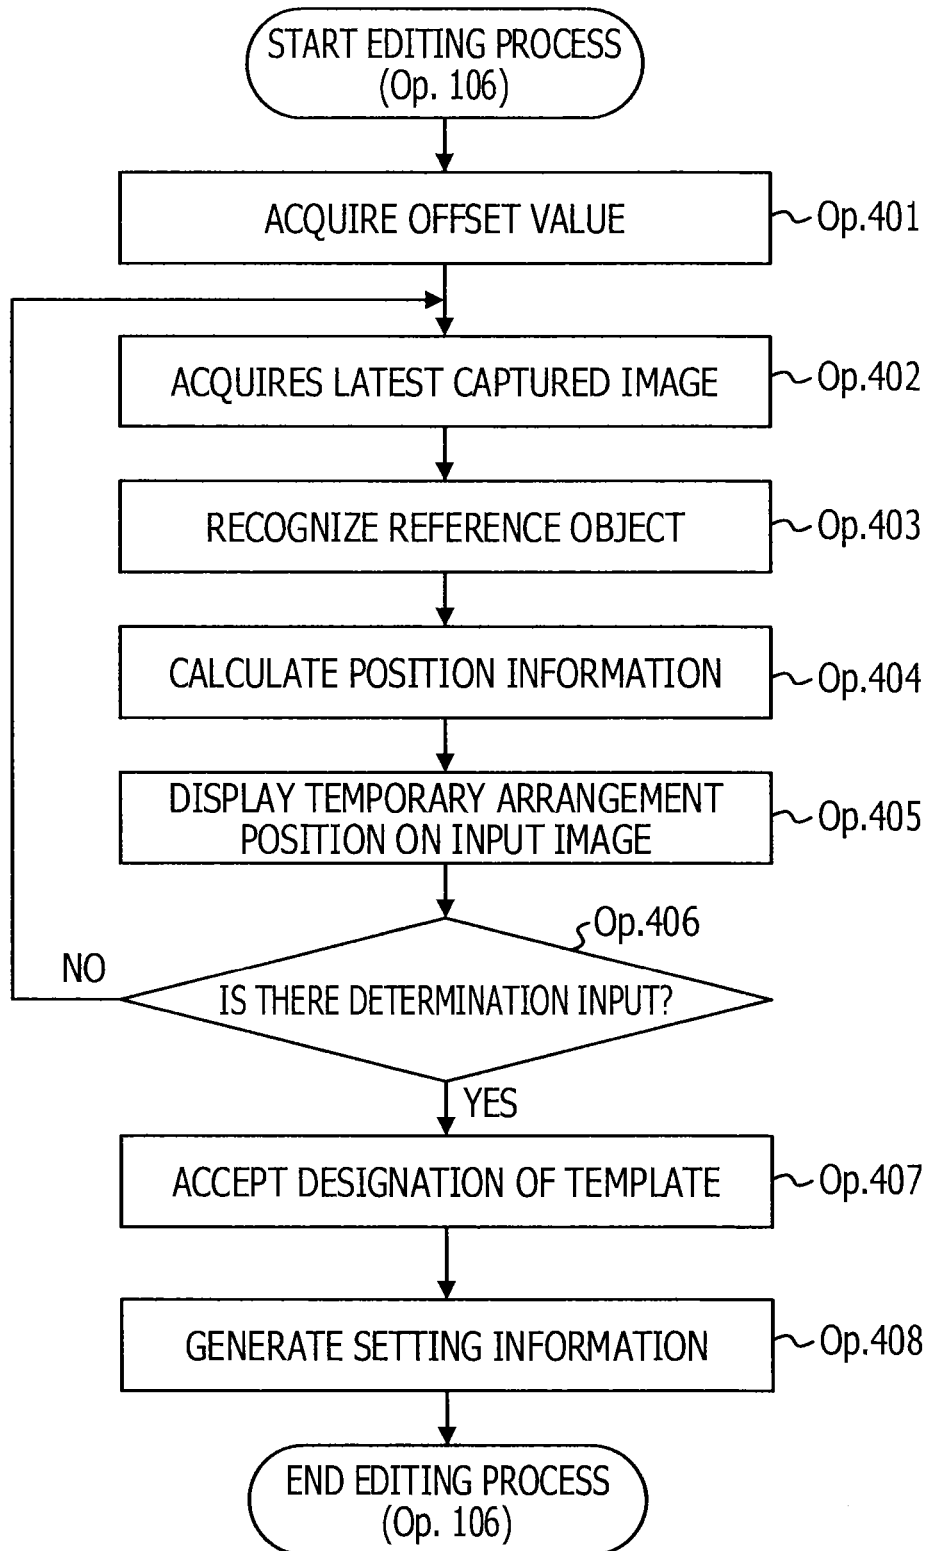 START EDITING PROCESS
(Op. 106)
ACQUIRE OFFSET VALUE
Op.401
ACQUIRES LATEST CAPTURED IMAGE
Op.402
RECOGNIZE REFERENCE OBJECT
Op.403
CALCULATE POSITION INFORMATION
Op.404
DISPLAY TEMPORARY ARRANGEMENT
POSITION ON INPUT IMAGE
Op.405
Op.406
NO
IS THERE DETERMINATION INPUT?
YES
ACCEPT DESIGNATION OF TEMPLATE
Op.407
GENERATE SETTING INFORMATION
Op.408
END EDITING PROCESS
(Op. 106)